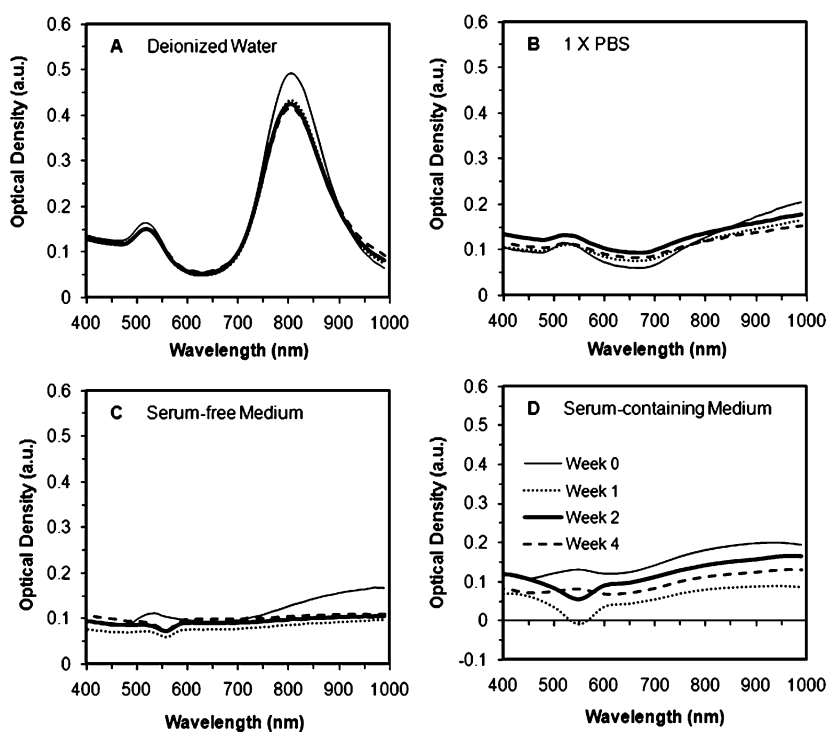 A Deionized Water
0.6
0.5
0.4
0.3
0.2
0.1
0
Optical Density (a.u.)
400 500 600 700 800 900 1000
Wavelength (nm)
B 1 X PBS
0.6
0.5
0.4
0.3
0.2
0.1
0
Optical Density (a.u.)
400 500 600 700 800 900 1000
Wavelength (nm)
C Serum-free Medium
0.6
0.5
0.4
0.3
0.2
0.1
0
Optical Density (a.u.)
400 500 600 700 800 900 1000
Wavelength (nm)
D Serum-containing Medium
0.6
0.5
0.4
0.3
0.2
0.1
0
-0.1
Optical Density (a.u.)
Week 0
Week 1
Week 2
Week 4
400 500 600 700 800 900 1000
Wavelength (nm)